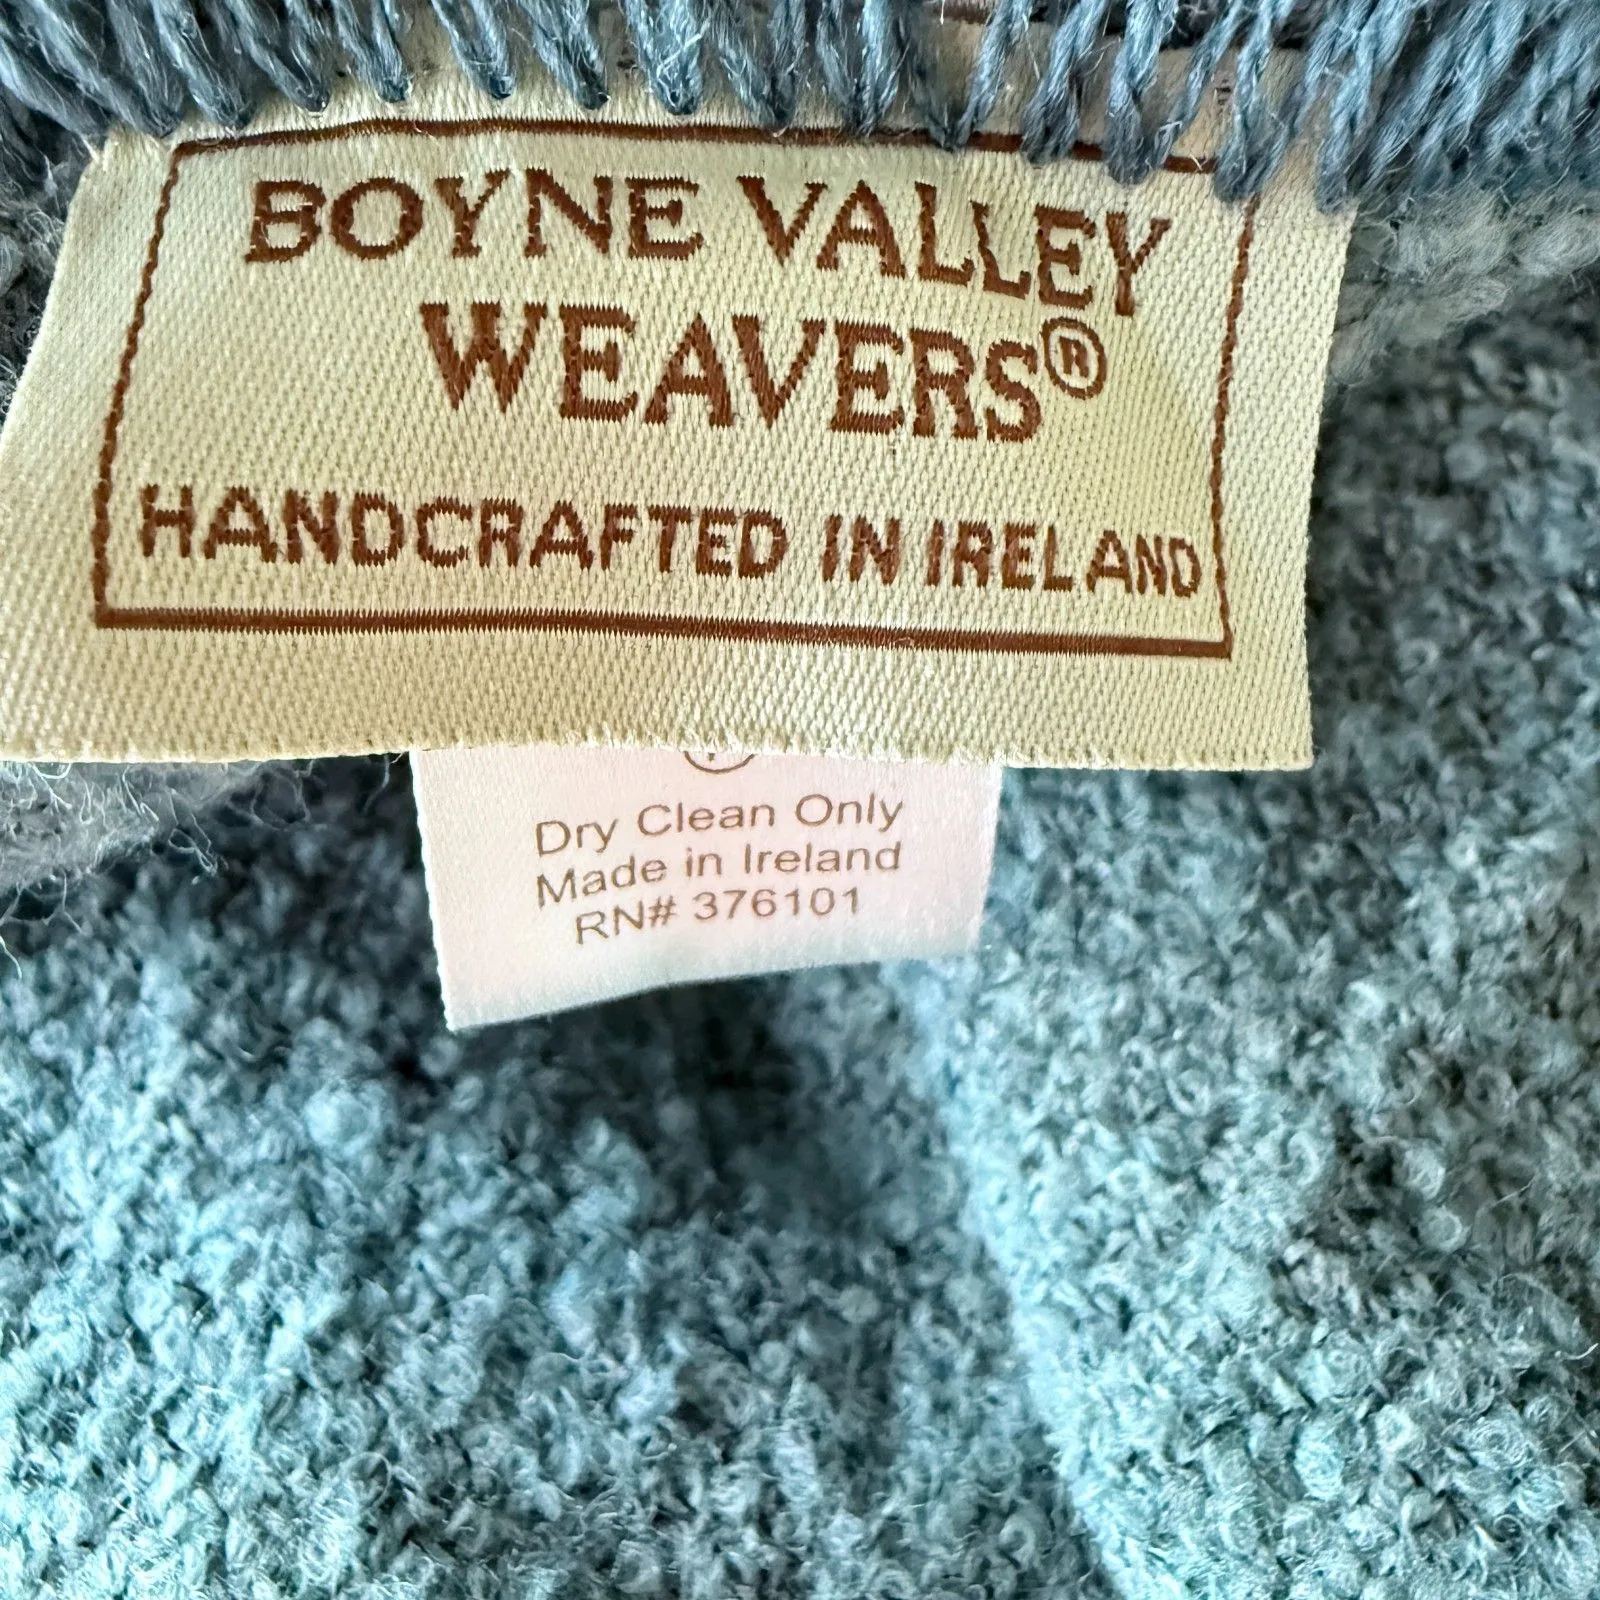 BOYNE VALLEY
WEAVERS®
HANDCRAFTED IN IRELAND
Dry Clean Only
Made in Ireland
RN# 376101